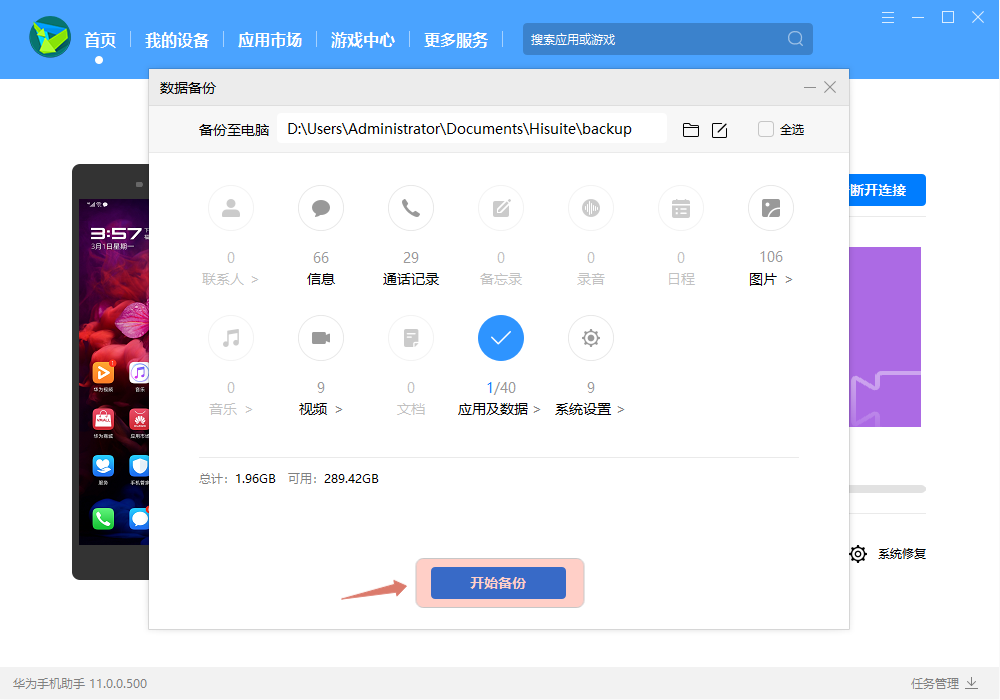 首页 我的设备 应用市场 游戏中心 更多服务 搜索应用或游戏
数据备份
备份至电脑 D:\Users\Administrator\Documents\Hisuite\backup 全选
断开连接
3:57
3月1日星期一
0 66 29 0 0 0 106
联系人 > 信息 通话记录 备忘录 录音 日程 图片 >
0 9 0 1/40 9
音乐 > 视频 > 文档 应用及数据 > 系统设置 >
华为视频 音乐
华为商城 应用市场
服务 手机管家
总计：1.96GB 可用：289.42GB
系统修复
开始备份
华为手机助手 11.0.0.500 任务管理